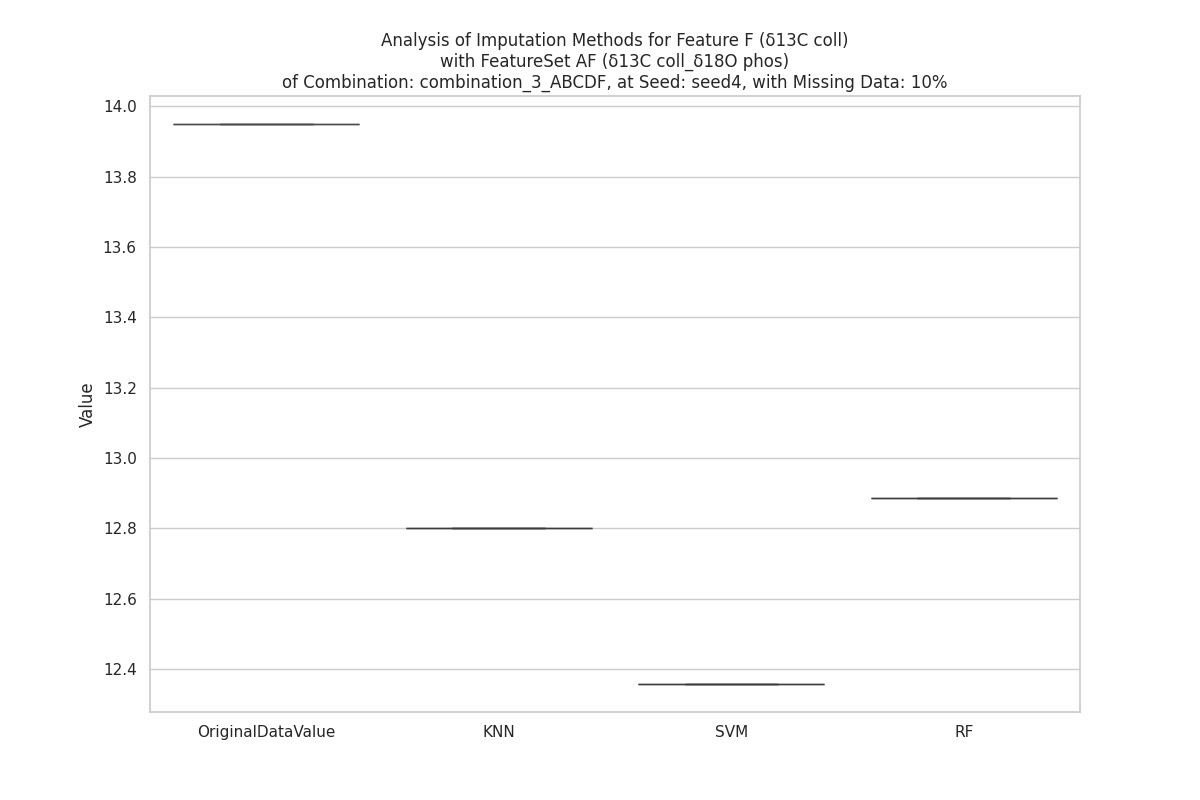 Analysis of Imputation Methods for Feature F (δ13C coll)
with FeatureSet AF (δ13C coll_δ18O phos)
of Combination: combination_3_ABCDF, at Seed: seed4, with Missing Data: 10%
14.0
13.8
13.6
13.4
13.2
13.0
12.8
12.6
12.4
Value
OriginalDataValue KNN SVM RF